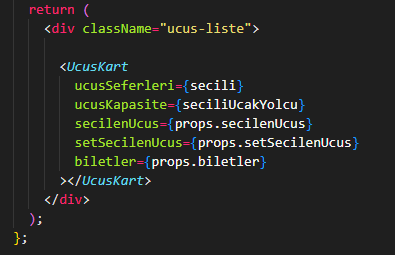 return (
<div className="ucus-liste">
<UcusKart
ucusSeferleri={secili}
ucusKapasite={seciliUcakYolcu}
secilenUcus={props.secilenUcus}
setSecilenUcus={props.setSecilenUcus}
biletler={props.biletler}
></UcusKart>
</div>
);
};